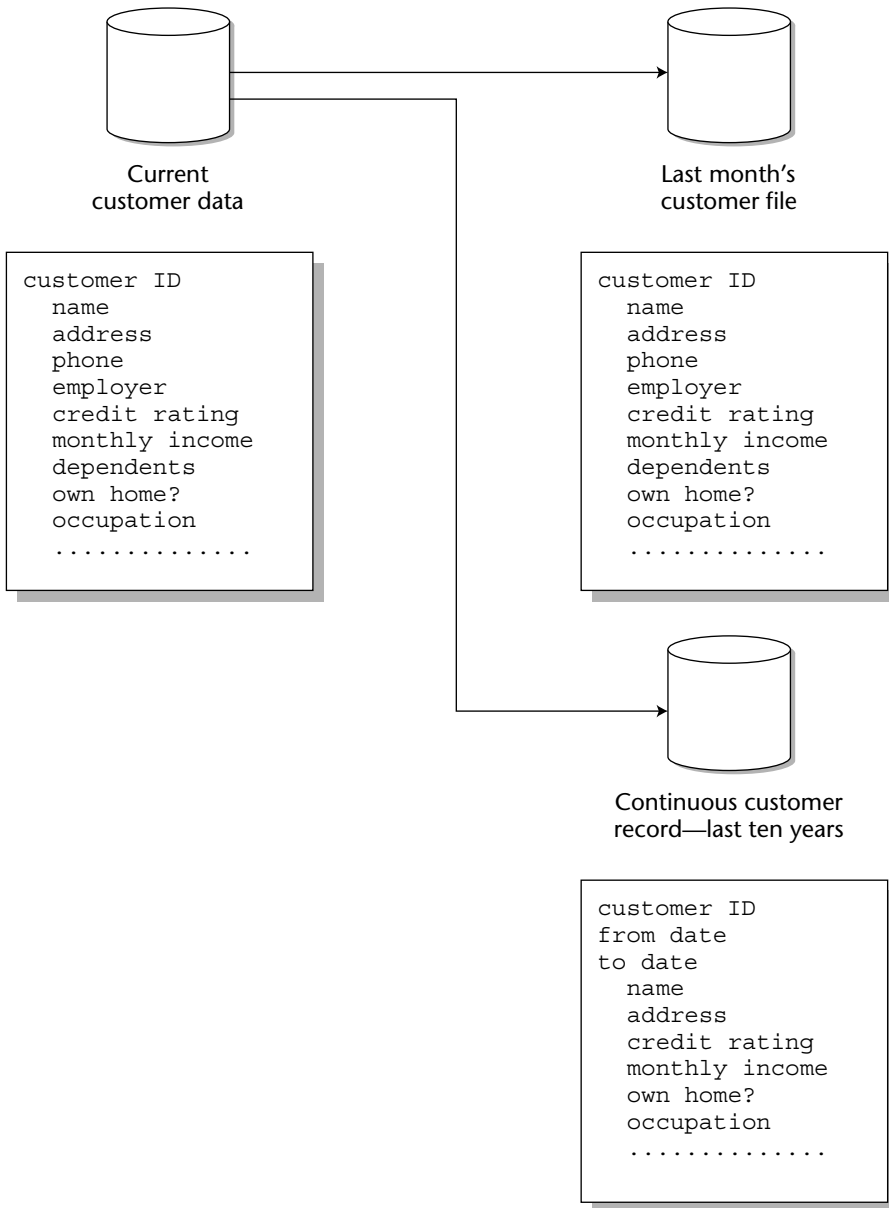 Current
customer data
Last month's
customer file
customer ID
name
address
phone
employer
credit rating
monthly income
dependents
own home?
occupation
..............
customer ID
name
address
phone
employer
credit rating
monthly income
dependents
own home?
occupation
..............
Continuous customer
record—last ten years
customer ID
from date
to date
name
address
credit rating
monthly income
own home?
occupation
..............